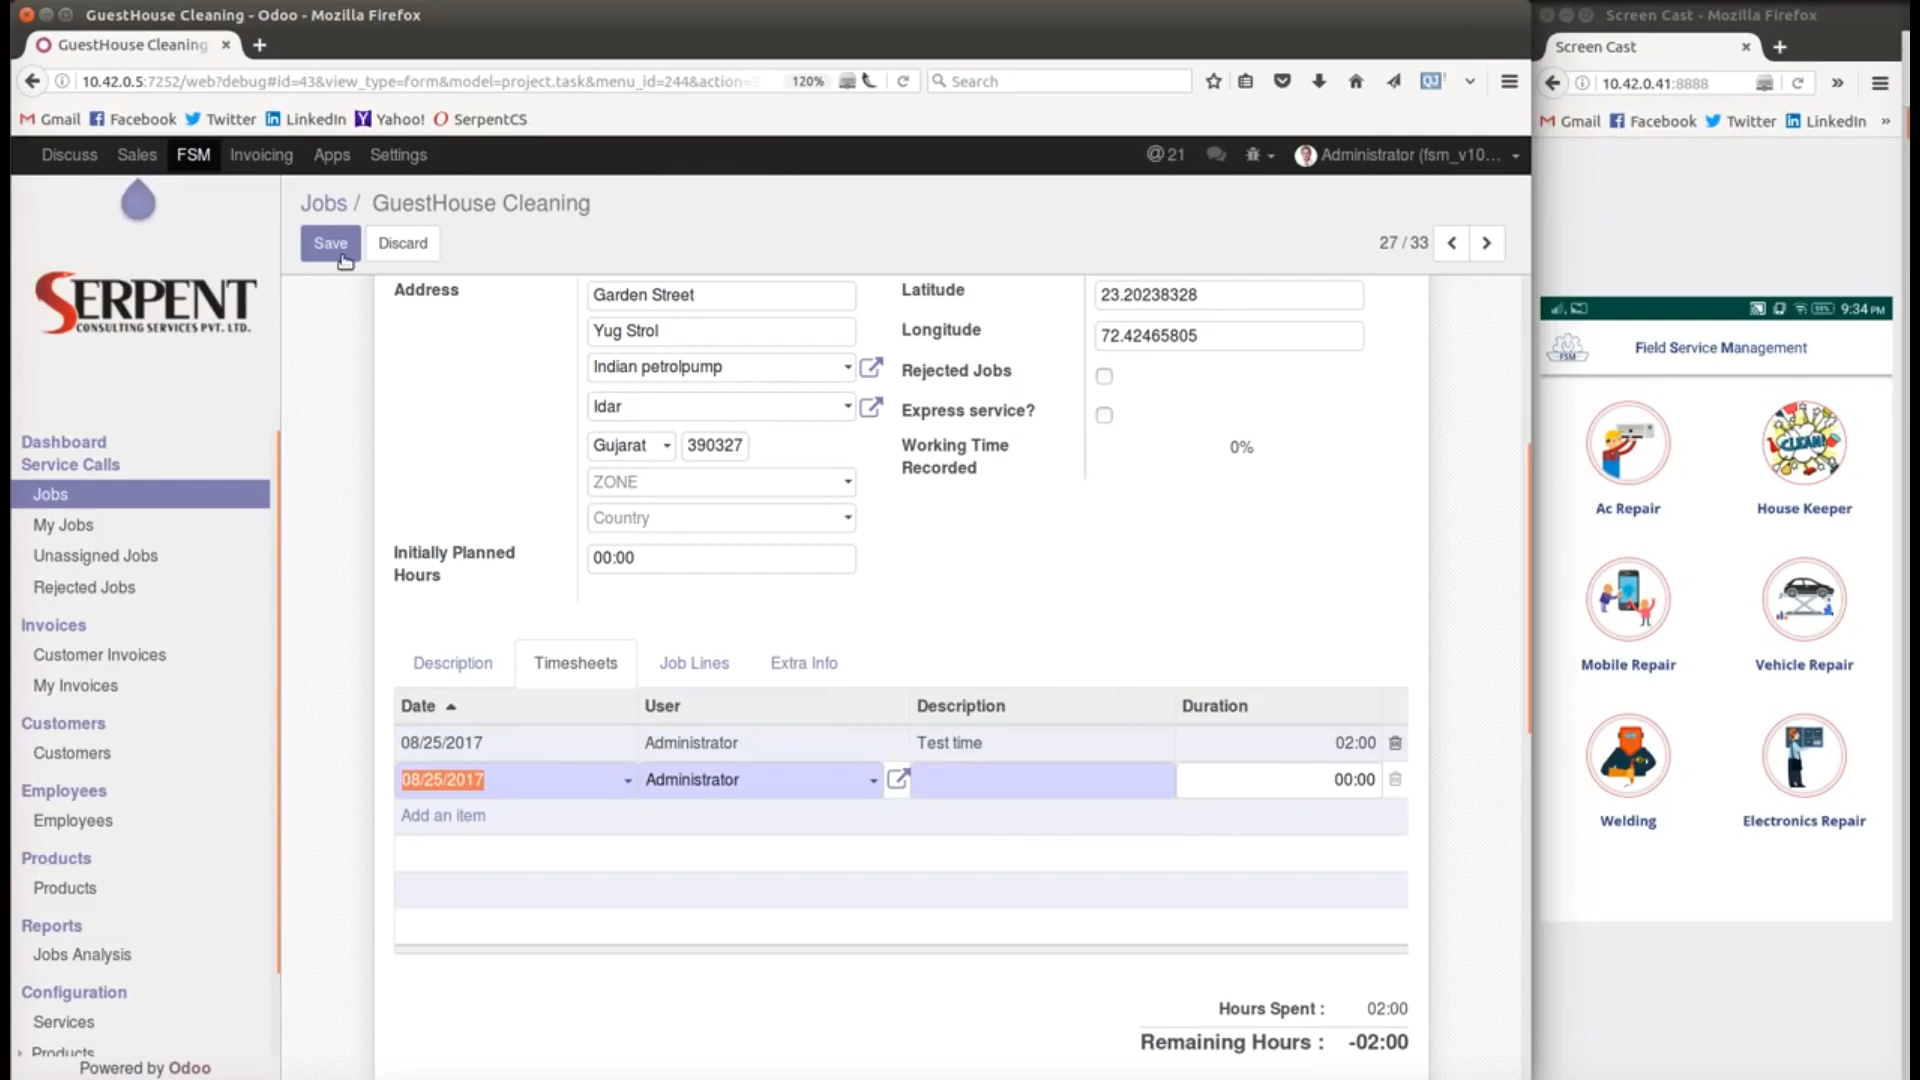 GuestHouse Cleaning - Odoo - Mozilla Firefox
GuestHouse Cleaning
10.42.0.5:7252/web?debug#id=43&view_type=form&model=project.task&menu_id=244&action=
120%
Search
Gmail Facebook Twitter LinkedIn Yahoo! SerpentCS
Discuss Sales FSM Invoicing Apps Settings
@ 21
Administrator (fsm_v10...
SERPENT
CONSULTING SERVICES PVT. LTD.
Dashboard
Service Calls
Jobs
My Jobs
Unassigned Jobs
Rejected Jobs
Invoices
Customer Invoices
My Invoices
Customers
Customers
Employees
Employees
Products
Products
Reports
Jobs Analysis
Configuration
Services
Products
Powered by Odoo
Jobs / GuestHouse Cleaning
Save Discard
27 / 33
Address
Garden Street
Yug Strol
Indian petrolpump
Idar
Gujarat 390327
ZONE
Country
Initially Planned
Hours
00:00
Latitude 23.20238328
Longitude 72.42465805
Rejected Jobs
Express service?
Working Time
Recorded
0%
Description Timesheets Job Lines Extra Info
Date User Description Duration
08/25/2017 Administrator Test time 02:00
08/25/2017 Administrator 00:00
Add an item
Hours Spent : 02:00
Remaining Hours : -02:00
Screen Cast - Mozilla Firefox
Screen Cast
10.42.0.41:8888
Gmail Facebook Twitter LinkedIn
9:34 PM
FSM
Field Service Management
Ac Repair
CLEAN!
House Keeper
Mobile Repair
Vehicle Repair
Welding
Electronics Repair